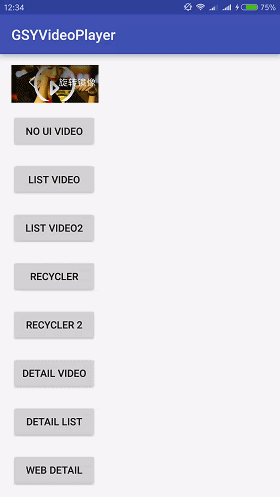 12:34
75%
GSYVideoPlayer
旋转镜像
NO UI VIDEO
LIST VIDEO
LIST VIDEO2
RECYCLER
RECYCLER 2
DETAIL VIDEO
DETAIL LIST
WEB DETAIL